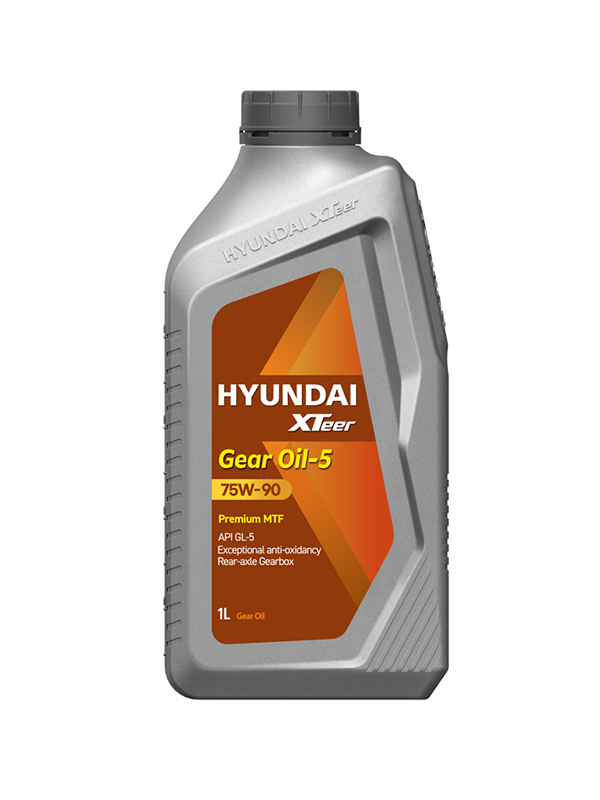 HYUNDAI XTeer
HYUNDAI
XTeer
Gear Oil-5
75W-90
Premium MTF
API GL-5
Exceptional anti-oxidancy
Rear-axle Gearbox
1L Gear Oil